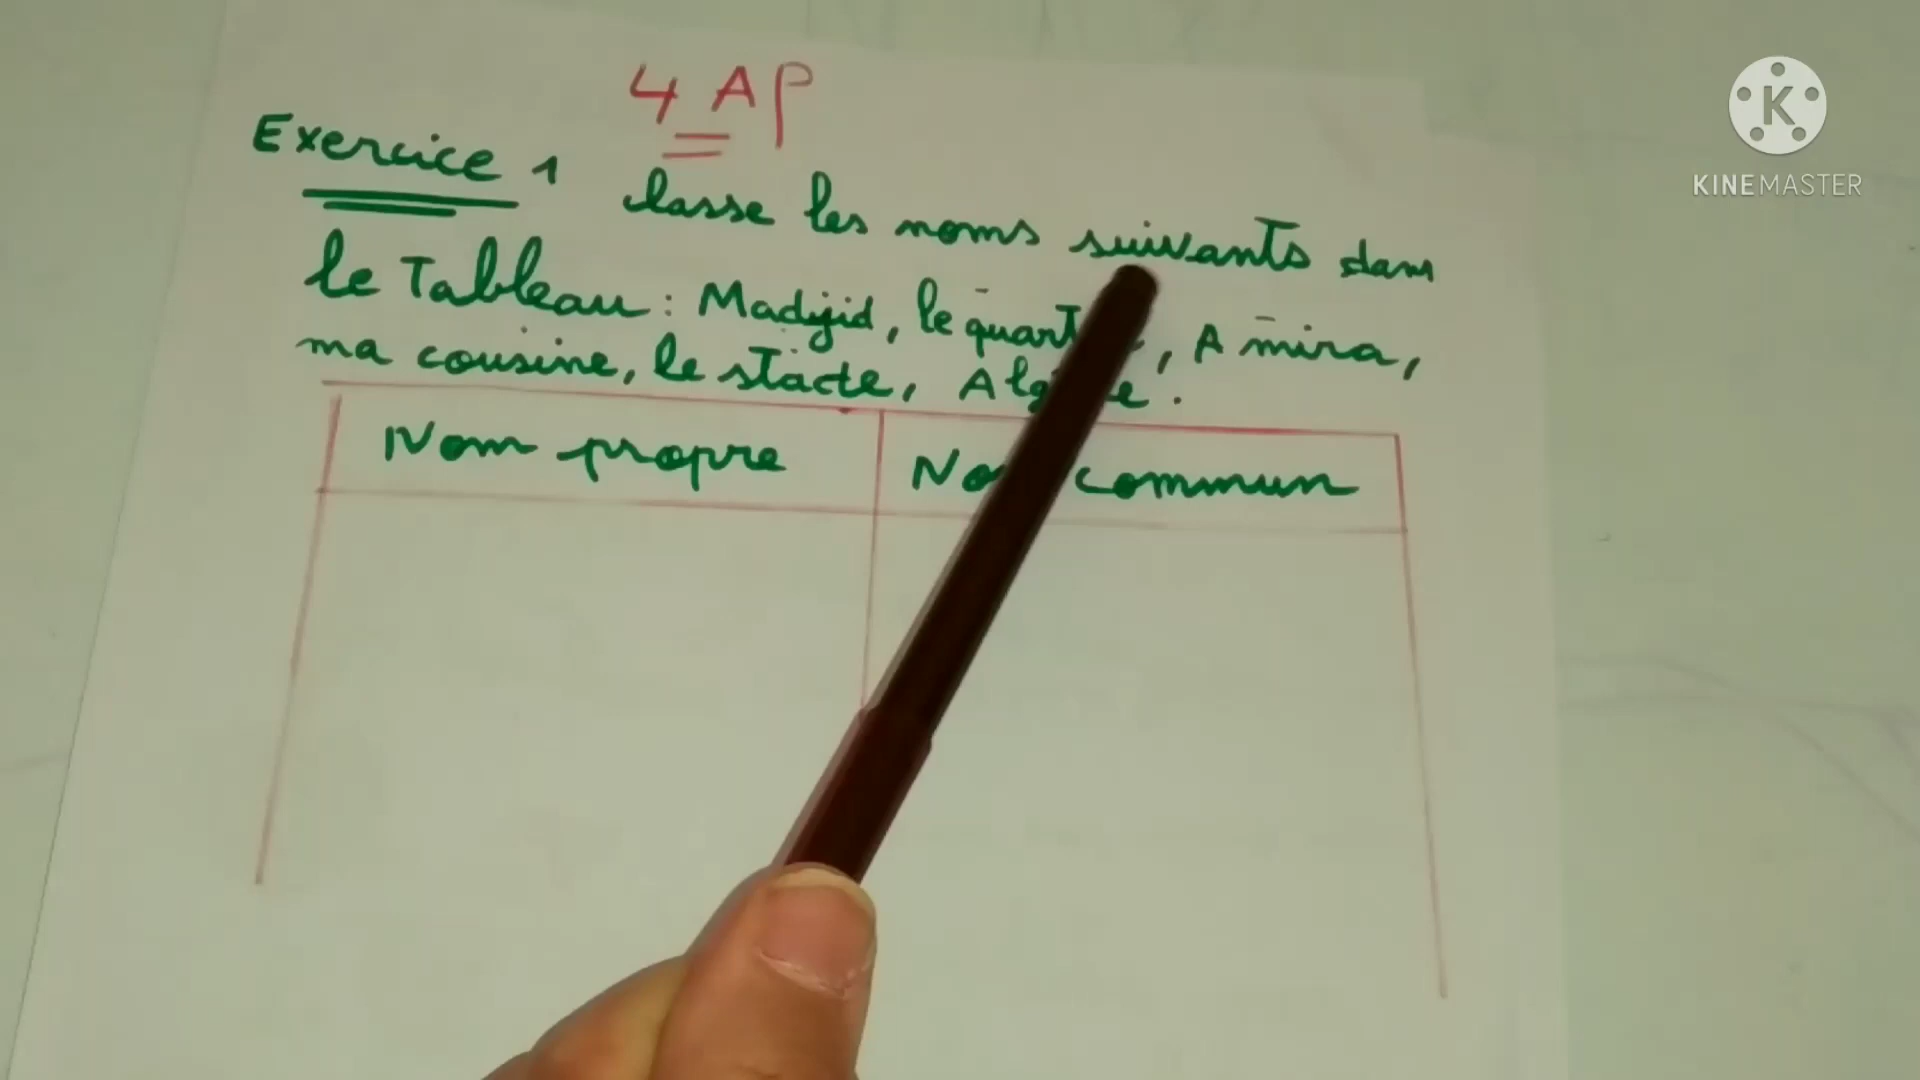 4 AP
Exercice 1 classe les noms suivants dans
le Tableau : Madjid, le , Amira,
ma cousine, le stade, .
Nom propre commun
K
KINEMASTER